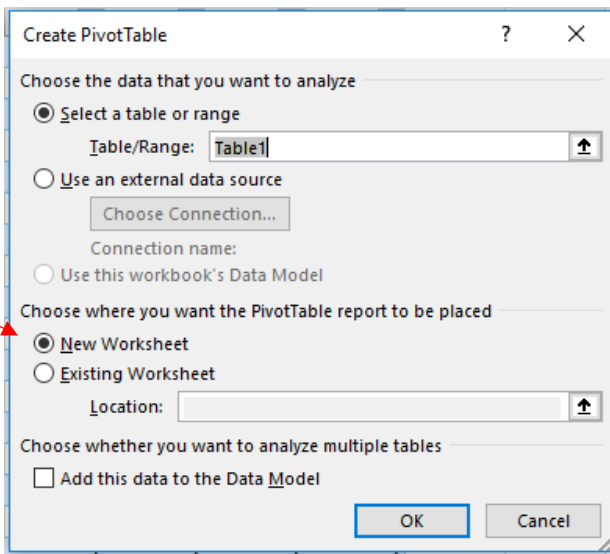 Create PivotTable ?
Choose the data that you want to analyze
Select a table or range
Table/Range: Table1
Use an external data source
Choose Connection...
Connection name:
Use this workbook's Data Model
Choose where you want the PivotTable report to be placed
New Worksheet
Existing Worksheet
Location:
Choose whether you want to analyze multiple tables
Add this data to the Data Model
OK Cancel